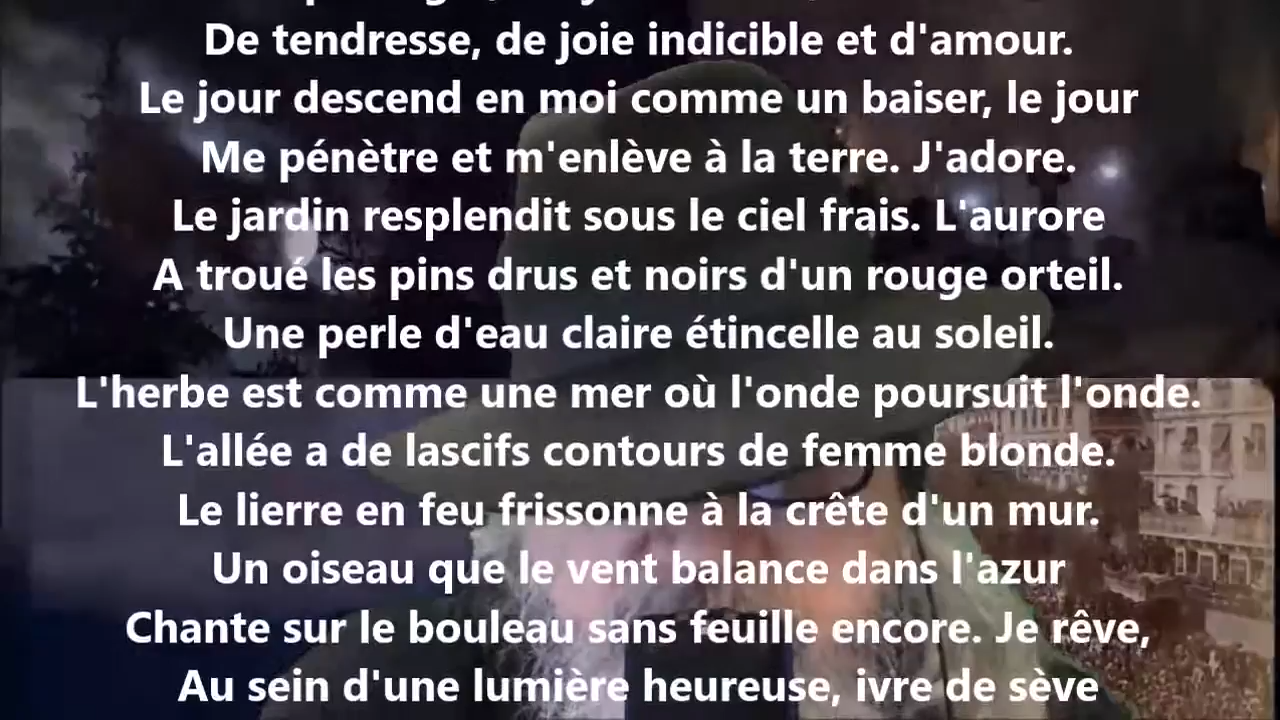 De tendresse, de joie indicible et d'amour.
Le jour descend en moi comme un baiser, le jour
Me pénètre et m'enlève à la terre. J'adore.
Le jardin resplendit sous le ciel frais. L'aurore
A troué les pins drus et noirs d'un rouge orteil.
Une perle d'eau claire étincelle au soleil.
L'herbe est comme une mer où l'onde poursuit l'onde.
L'allée a de lascifs contours de femme blonde.
Le lierre en feu frissonne à la crête d'un mur.
Un oiseau que le vent balance dans l'azur
Chante sur le bouleau sans feuille encore. Je rêve,
Au sein d'une lumière heureuse, ivre de sève